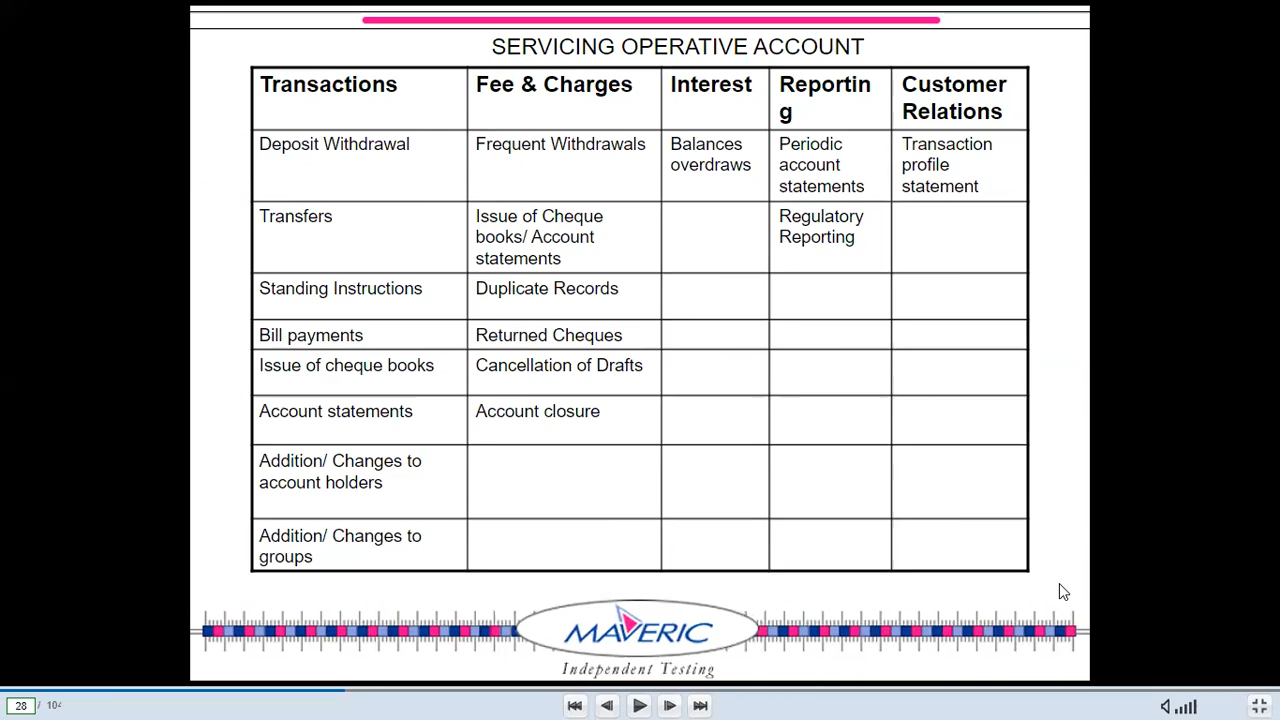 SERVICING OPERATIVE ACCOUNT
Transactions
Fee & Charges
Interest
Reportin
g
Customer
Relations
Deposit Withdrawal
Frequent Withdrawals
Balances
overdraws
Periodic
account
statements
Transaction
profile
statement
Transfers
Issue of Cheque
books/ Account
statements
Regulatory
Reporting
Standing Instructions
Duplicate Records
Bill payments
Returned Cheques
Issue of cheque books
Cancellation of Drafts
Account statements
Account closure
Addition/ Changes to
account holders
Addition/ Changes to
groups
MAVERIC
Independent Testing
28 / 104